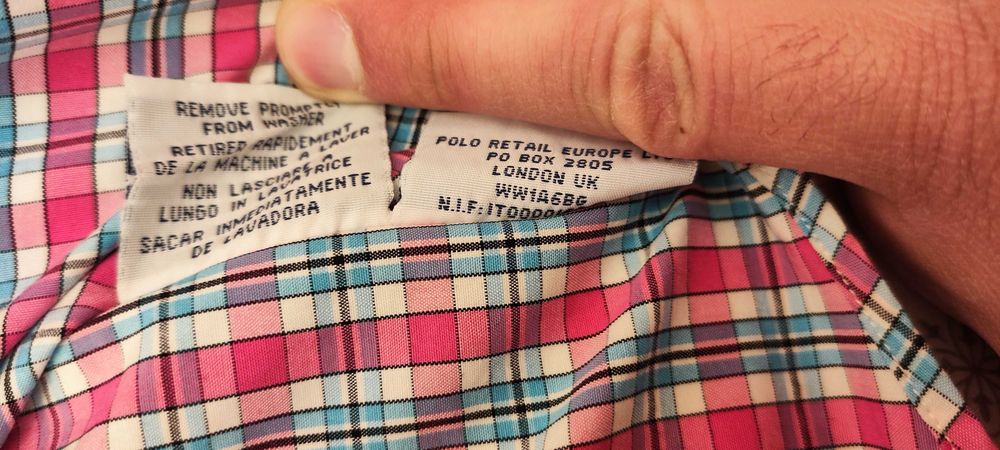 REMOVE PROMPTLY
FROM WASHER
RETIRER RAPIDEMENT
DE LA MACHINE A LAVER
NON LASCIARE
LUNGO IN LAVATRICE
SACAR INMEDIATAMENTE
DE LAVADORA
POLO RETAIL EUROPE
PO BOX 2805
LONDON UK
WW1A6BG
N.I.F.: